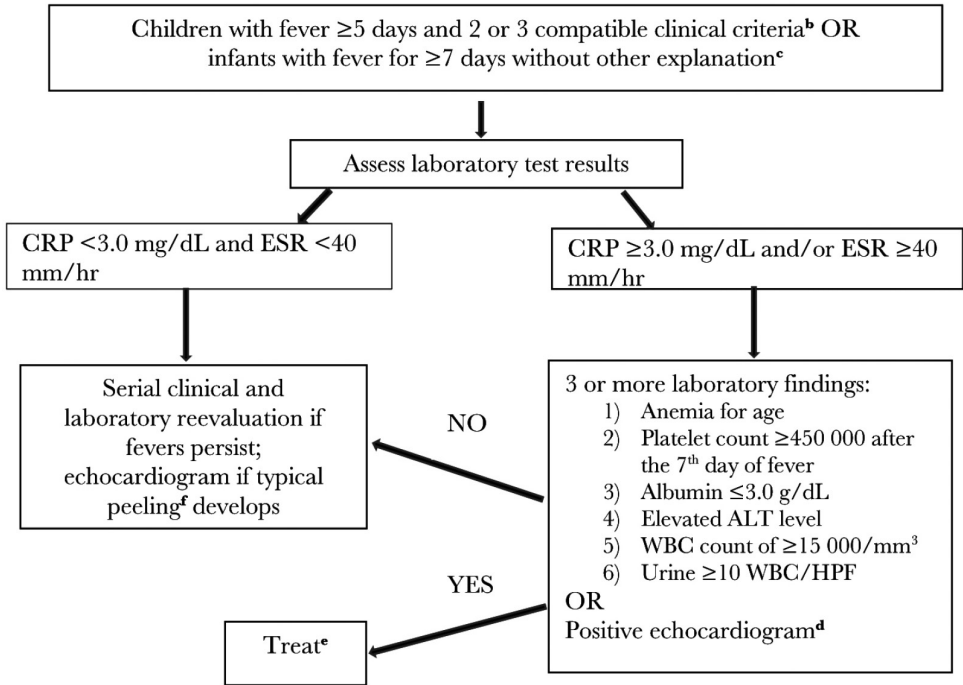 Children with fever ≥5 days and 2 or 3 compatible clinical criteriaᵇ OR
infants with fever for ≥7 days without other explanationᶜ
Assess laboratory test results
CRP <3.0 mg/dL and ESR <40
mm/hr
CRP ≥3.0 mg/dL and/or ESR ≥40
mm/hr
Serial clinical and
laboratory reevaluation if
fevers persist;
echocardiogram if typical
peelingᶠ develops
NO
3 or more laboratory findings:
1) Anemia for age
2) Platelet count ≥450 000 after
the 7ᵗʰ day of fever
3) Albumin ≤3.0 g/dL
4) Elevated ALT level
5) WBC count of ≥15 000/mm³
6) Urine ≥10 WBC/HPF
OR
Positive echocardiogramᵈ
YES
Treatᵉ